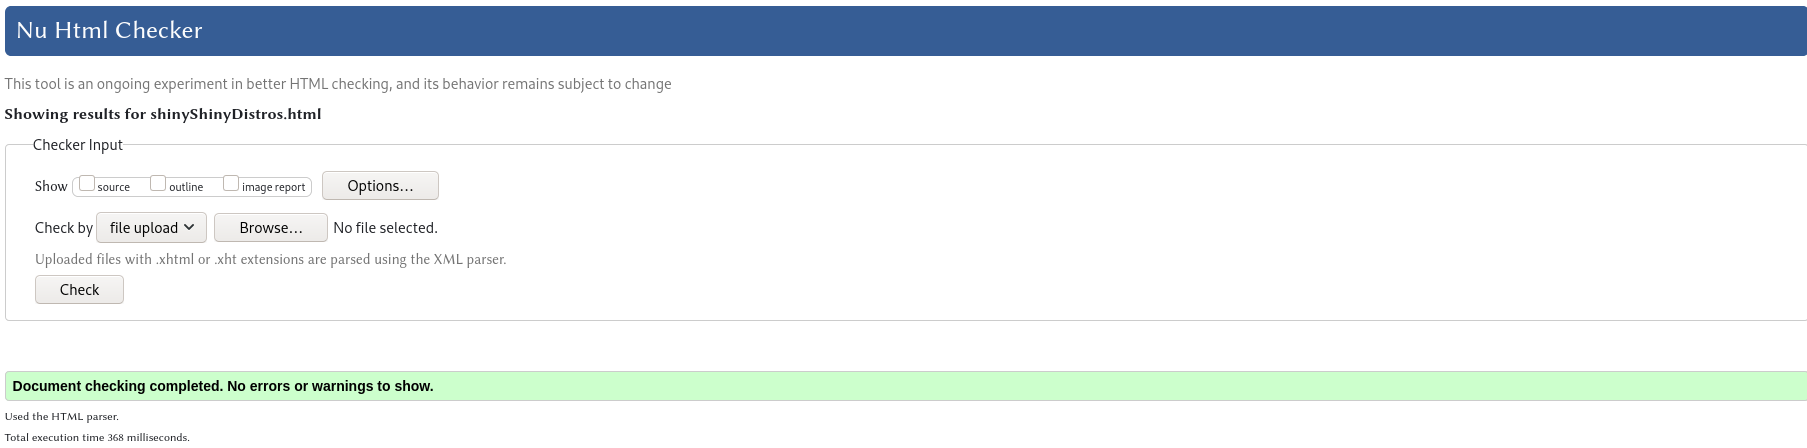 Nu Html Checker
This tool is an ongoing experiment in better HTML checking, and its behavior remains subject to change
Showing results for shinyShinyDistros.html
Checker Input
Show source outline image report Options...
Check by file upload Browse... No file selected.
Uploaded files with .xhtml or .xht extensions are parsed using the XML parser.
Check
Document checking completed. No errors or warnings to show.
Used the HTML parser.
Total execution time 368 milliseconds.